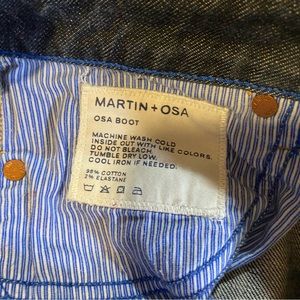 MARTIN + OSA
OSA BOOT
MACHINE WASH COLD
INSIDE OUT WITH LIKE COLORS.
DO NOT BLEACH.
TUMBLE DRY LOW.
COOL IRON IF NEEDED.
98% COTTON
2% ELASTANE